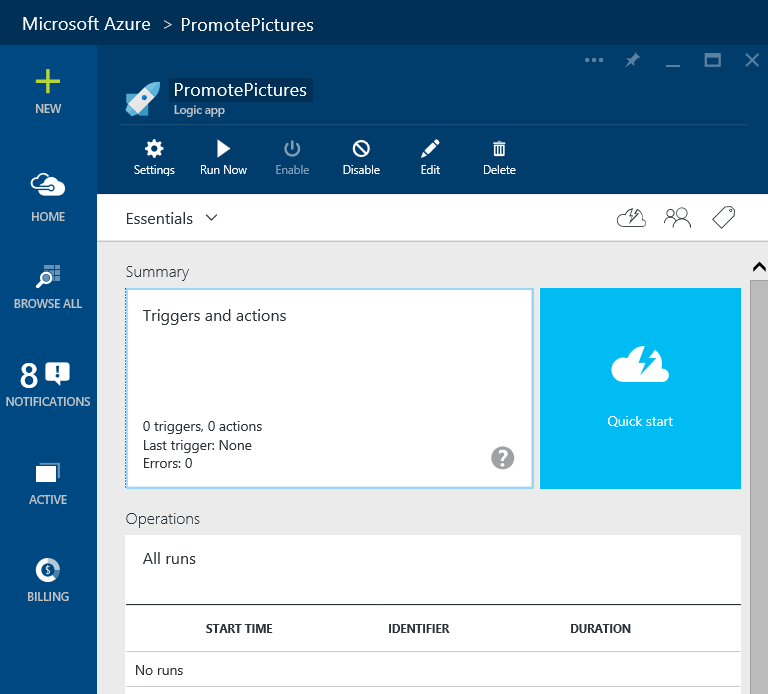 Microsoft Azure > PromotePictures
NEW
HOME
BROWSE ALL
8
NOTIFICATIONS
ACTIVE
BILLING
PromotePictures
Logic app
Settings Run Now Enable Disable Edit Delete
Essentials
Summary
Triggers and actions
0 triggers, 0 actions
Last trigger: None
Errors: 0
?
Quick start
Operations
All runs
START TIME IDENTIFIER DURATION
No runs